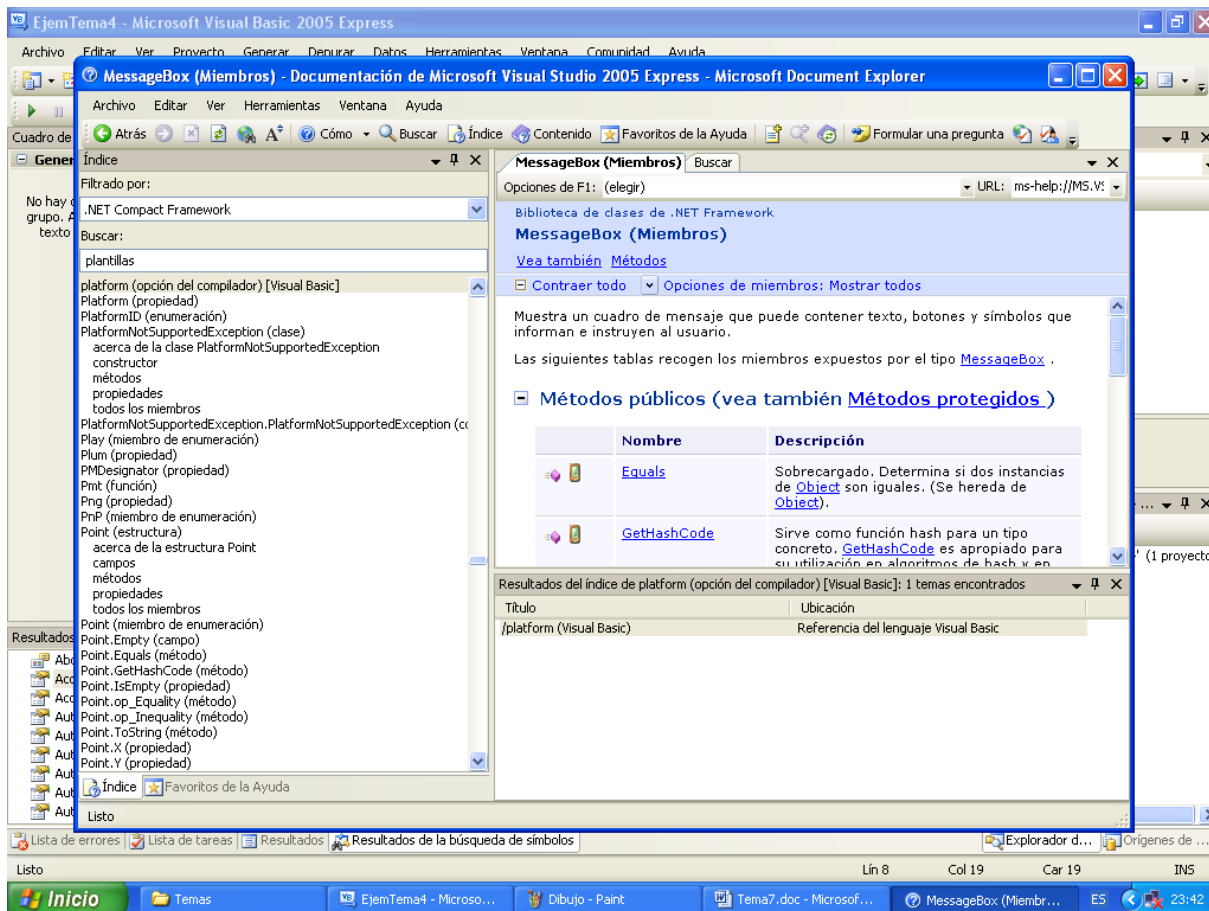 EjemTema4 - Microsoft Visual Basic 2005 Express
Archivo Editar Ver Proyecto Generar Depurar Datos Herramientas Ventana Comunidad Ayuda
MessageBox (Miembros) - Documentación de Microsoft Visual Studio 2005 Express - Microsoft Document Explorer
Archivo Editar Ver Herramientas Ventana Ayuda
Atrás Cómo Buscar Índice Contenido Favoritos de la Ayuda Formular una pregunta
Cuadro de
Gener
No hay
grupo. A
texto
Índice
Filtrado por:
.NET Compact Framework
Buscar:
plantillas
platform (opción del compilador) [Visual Basic]
Platform (propiedad)
PlatformID (enumeración)
PlatformNotSupportedException (clase)
acerca de la clase PlatformNotSupportedException
constructor
métodos
propiedades
todos los miembros
PlatformNotSupportedException.PlatformNotSupportedException (co
Play (miembro de enumeración)
Plum (propiedad)
PMDesignator (propiedad)
Pmt (función)
Png (propiedad)
PnP (miembro de enumeración)
Point (estructura)
acerca de la estructura Point
campos
métodos
propiedades
todos los miembros
Point (miembro de enumeración)
Point.Empty (campo)
Point.Equals (método)
Point.GetHashCode (método)
Point.IsEmpty (propiedad)
Point.op_Equality (método)
Point.op_Inequality (método)
Point.ToString (método)
Point.X (propiedad)
Point.Y (propiedad)
Índice Favoritos de la Ayuda
Listo
MessageBox (Miembros) Buscar
Opciones de F1: (elegir) URL: ms-help://MS.VS
Biblioteca de clases de .NET Framework
MessageBox (Miembros)
Vea también Métodos
Contraer todo Opciones de miembros: Mostrar todos
Muestra un cuadro de mensaje que puede contener texto, botones y símbolos que
informan e instruyen al usuario.
Las siguientes tablas recogen los miembros expuestos por el tipo MessageBox .
Métodos públicos (vea también Métodos protegidos )
Nombre Descripción
Equals Sobrecargado. Determina si dos instancias
de Object son iguales. (Se hereda de
Object).
GetHashCode Sirve como función hash para un tipo
concreto. GetHashCode es apropiado para
su utilización en algoritmos de hash y en
Resultados del índice de platform (opción del compilador) [Visual Basic]: 1 temas encontrados
Título Ubicación
/platform (Visual Basic) Referencia del lenguaje Visual Basic
...
' (1 proyecto
Resultados
Abo
Acc
Acc
Aut
Aut
Aut
Aut
Aut
Aut
Lista de errores Lista de tareas Resultados Resultados de la búsqueda de símbolos Explorador d... Orígenes de ...
Listo Lín 8 Col 19 Car 19 INS
Inicio Temas EjemTema4 - Microso... Dibujo - Paint Tema7.doc - Microsof... MessageBox (Miembr... ES 23:42